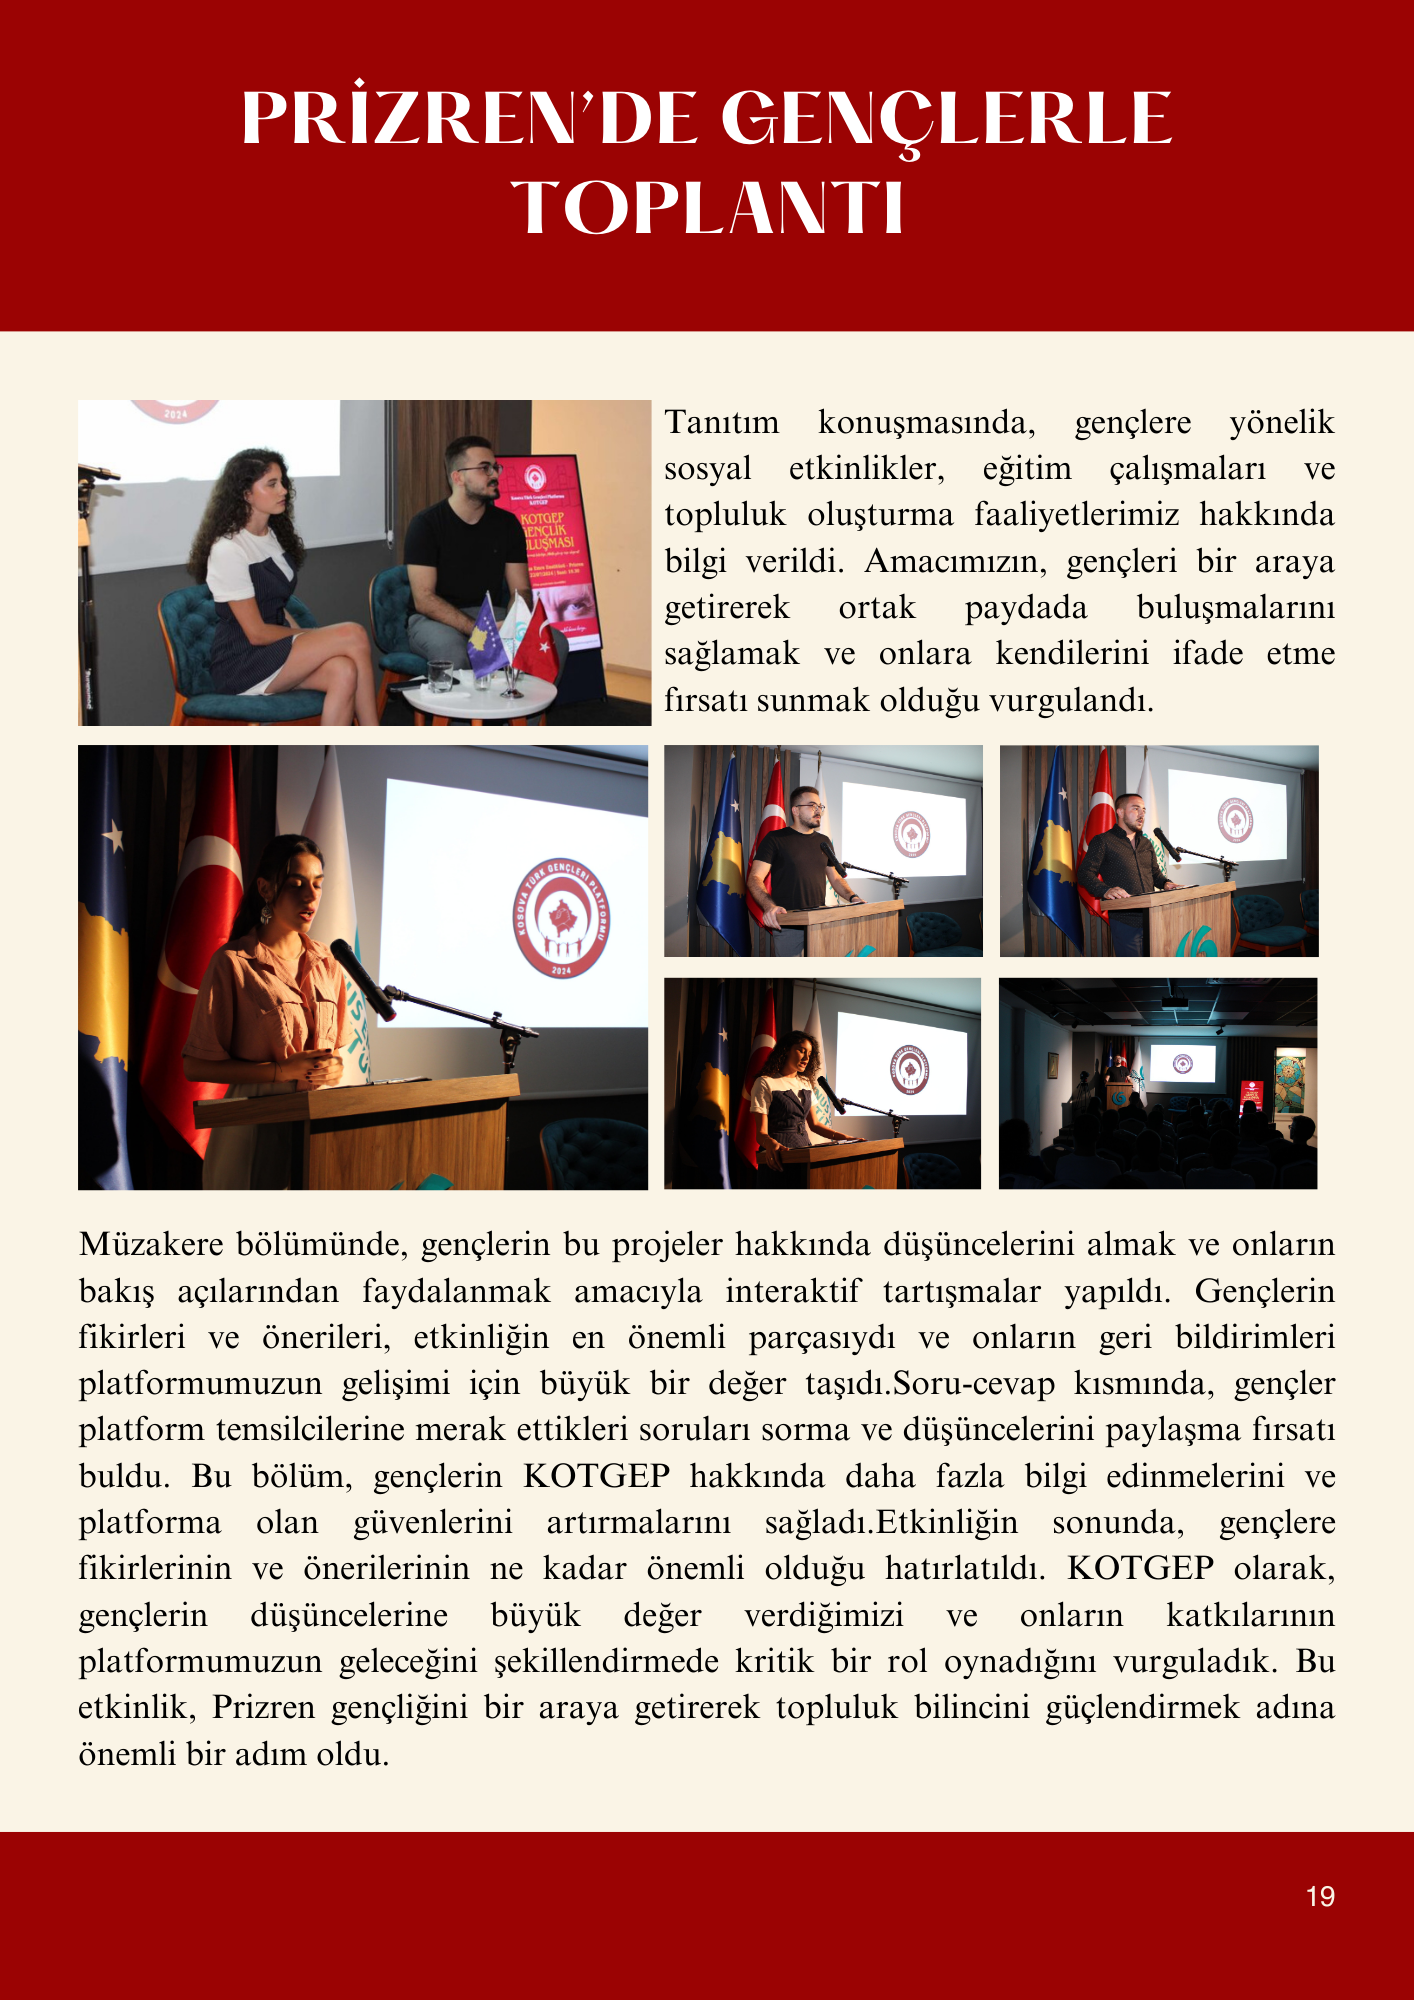 PRİZREN’DE GENÇLERLE
TOPLANTI
2024
KOTGEP
GENÇLİK
BULUŞMASI
Tanıtım konuşmasında, gençlere yönelik
sosyal etkinlikler, eğitim çalışmaları ve
topluluk oluşturma faaliyetlerimiz hakkında
bilgi verildi. Amacımızın, gençleri bir araya
getirerek ortak paydada buluşmalarını
sağlamak ve onlara kendilerini ifade etme
fırsatı sunmak olduğu vurgulandı.
KOSOVA TÜRK GENÇLERİ PLATFORMU
2024
Müzakere bölümünde, gençlerin bu projeler hakkında düşüncelerini almak ve onların
bakış açılarından faydalanmak amacıyla interaktif tartışmalar yapıldı. Gençlerin
fikirleri ve önerileri, etkinliğin en önemli parçasıydı ve onların geri bildirimleri
platformumuzun gelişimi için büyük bir değer taşıdı.Soru-cevap kısmında, gençler
platform temsilcilerine merak ettikleri soruları sorma ve düşüncelerini paylaşma fırsatı
buldu. Bu bölüm, gençlerin KOTGEP hakkında daha fazla bilgi edinmelerini ve
platforma olan güvenlerini artırmalarını sağladı.Etkinliğin sonunda, gençlere
fikirlerinin ve önerilerinin ne kadar önemli olduğu hatırlatıldı. KOTGEP olarak,
gençlerin düşüncelerine büyük değer verdiğimizi ve onların katkılarının
platformumuzun geleceğini şekillendirmede kritik bir rol oynadığını vurguladık. Bu
etkinlik, Prizren gençliğini bir araya getirerek topluluk bilincini güçlendirmek adına
önemli bir adım oldu.
19